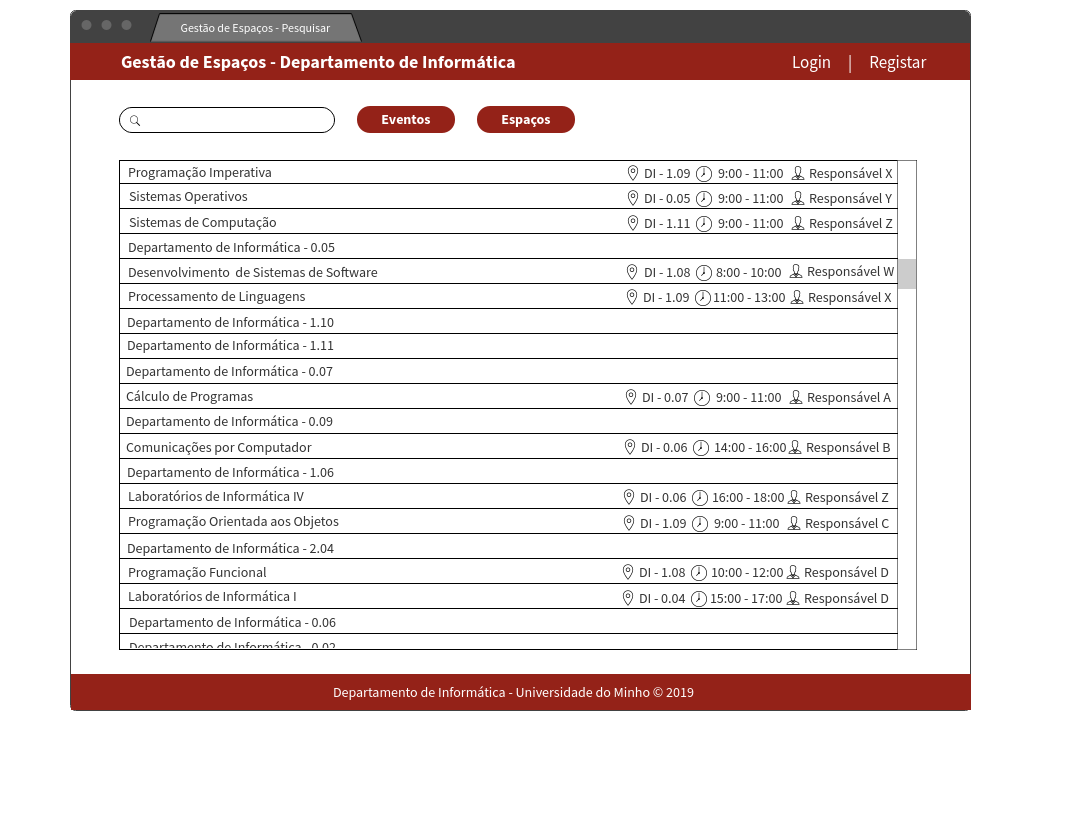 Gestão de Espaços - Pesquisar
Gestão de Espaços - Departamento de Informática Login | Registar
Eventos Espaços
Programação Imperativa DI - 1.09 9:00 - 11:00 Responsável X
Sistemas Operativos DI - 0.05 9:00 - 11:00 Responsável Y
Sistemas de Computação DI - 1.11 9:00 - 11:00 Responsável Z
Departamento de Informática - 0.05
Desenvolvimento de Sistemas de Software DI - 1.08 8:00 - 10:00 Responsável W
Processamento de Linguagens DI - 1.09 11:00 - 13:00 Responsável X
Departamento de Informática - 1.10
Departamento de Informática - 1.11
Departamento de Informática - 0.07
Cálculo de Programas DI - 0.07 9:00 - 11:00 Responsável A
Departamento de Informática - 0.09
Comunicações por Computador DI - 0.06 14:00 - 16:00 Responsável B
Departamento de Informática - 1.06
Laboratórios de Informática IV DI - 0.06 16:00 - 18:00 Responsável Z
Programação Orientada aos Objetos DI - 1.09 9:00 - 11:00 Responsável C
Departamento de Informática - 2.04
Programação Funcional DI - 1.08 10:00 - 12:00 Responsável D
Laboratórios de Informática I DI - 0.04 15:00 - 17:00 Responsável D
Departamento de Informática - 0.06
Departamento de Informática - 0.02
Departamento de Informática - Universidade do Minho © 2019